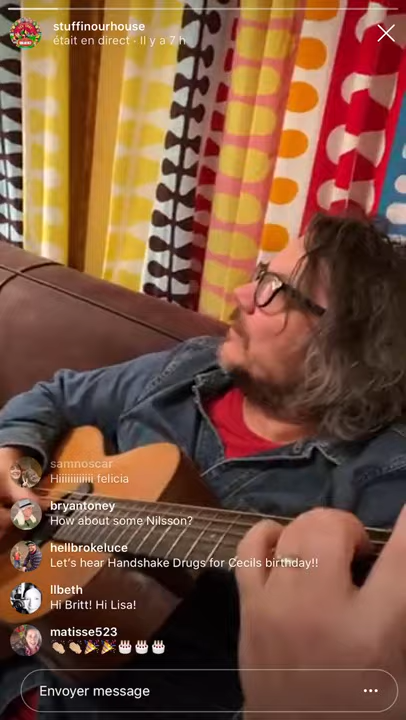 stuffinourhouse
était en direct · Il y a 7 h
samnoscar
Hiiiiiiiiiiii felicia
bryantoney
How about some Nilsson?
hellbrokeluce
Let's hear Handshake Drugs for Cecils birthday!!
llbeth
Hi Britt! Hi Lisa!
matisse523
👏🏼👏🏼🎉🎉🎂🎂🎂
Envoyer message